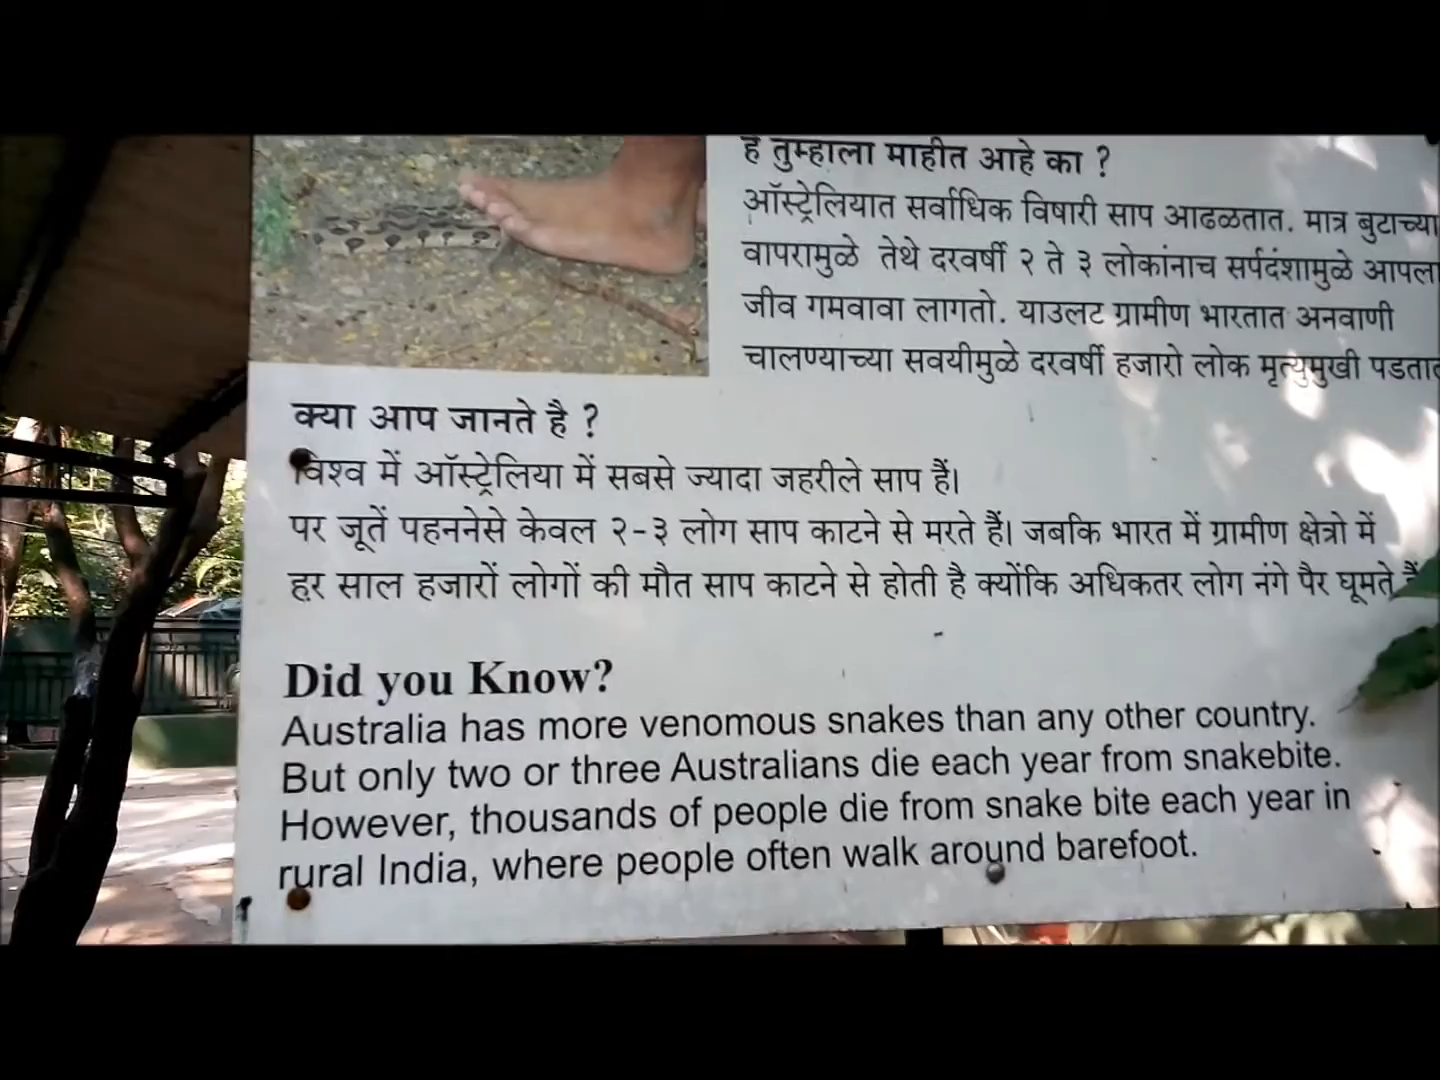 हे तुम्हाला माहीत आहे का ?
ऑस्ट्रेलियात सर्वाधिक विषारी साप आढळतात. मात्र बुटाच्या
वापरामुळे तेथे दरवर्षी २ ते ३ लोकांनाच सर्पदंशामुळे आपला
जीव गमवावा लागतो. याउलट ग्रामीण भारतात अनवाणी
चालण्याच्या सवयीमुळे दरवर्षी हजारो लोक मृत्युमुखी
क्या आप जानते है ?
विश्व में ऑस्ट्रेलिया में सबसे ज्यादा जहरीले साप हैं।
पर जूतें पहननेसे केवल २-३ लोग साप काटने से मरते हैं। जबकि भारत में ग्रामीण क्षेत्रो में
हर साल हजारों लोगों की मौत साप काटने से होती है क्योंकि अधिकतर लोग नंगे पैर घूमते हैं
Did you Know?
Australia has more venomous snakes than any other country.
But only two or three Australians die each year from snakebite.
However, thousands of people die from snake bite each year in
rural India, where people often walk around barefoot.